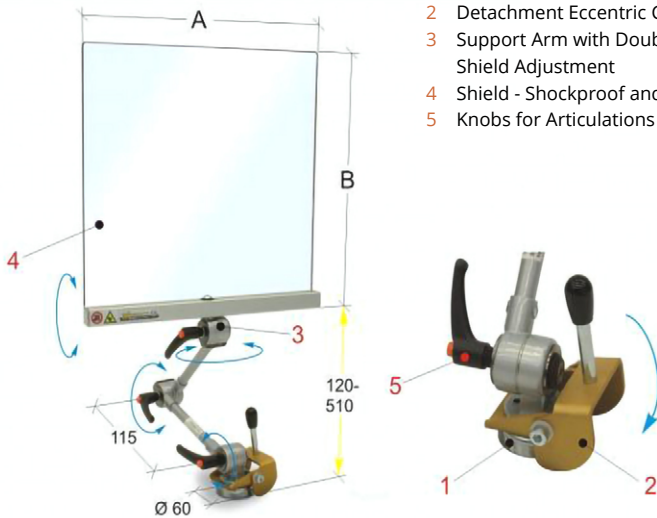 2 Detachment Eccentric
3 Support Arm with
Shield Adjustment
4 Shield - Shockproof and
5 Knobs for Articulations
A
B
4
3
120-
510
115
Ø 60
5
1
2